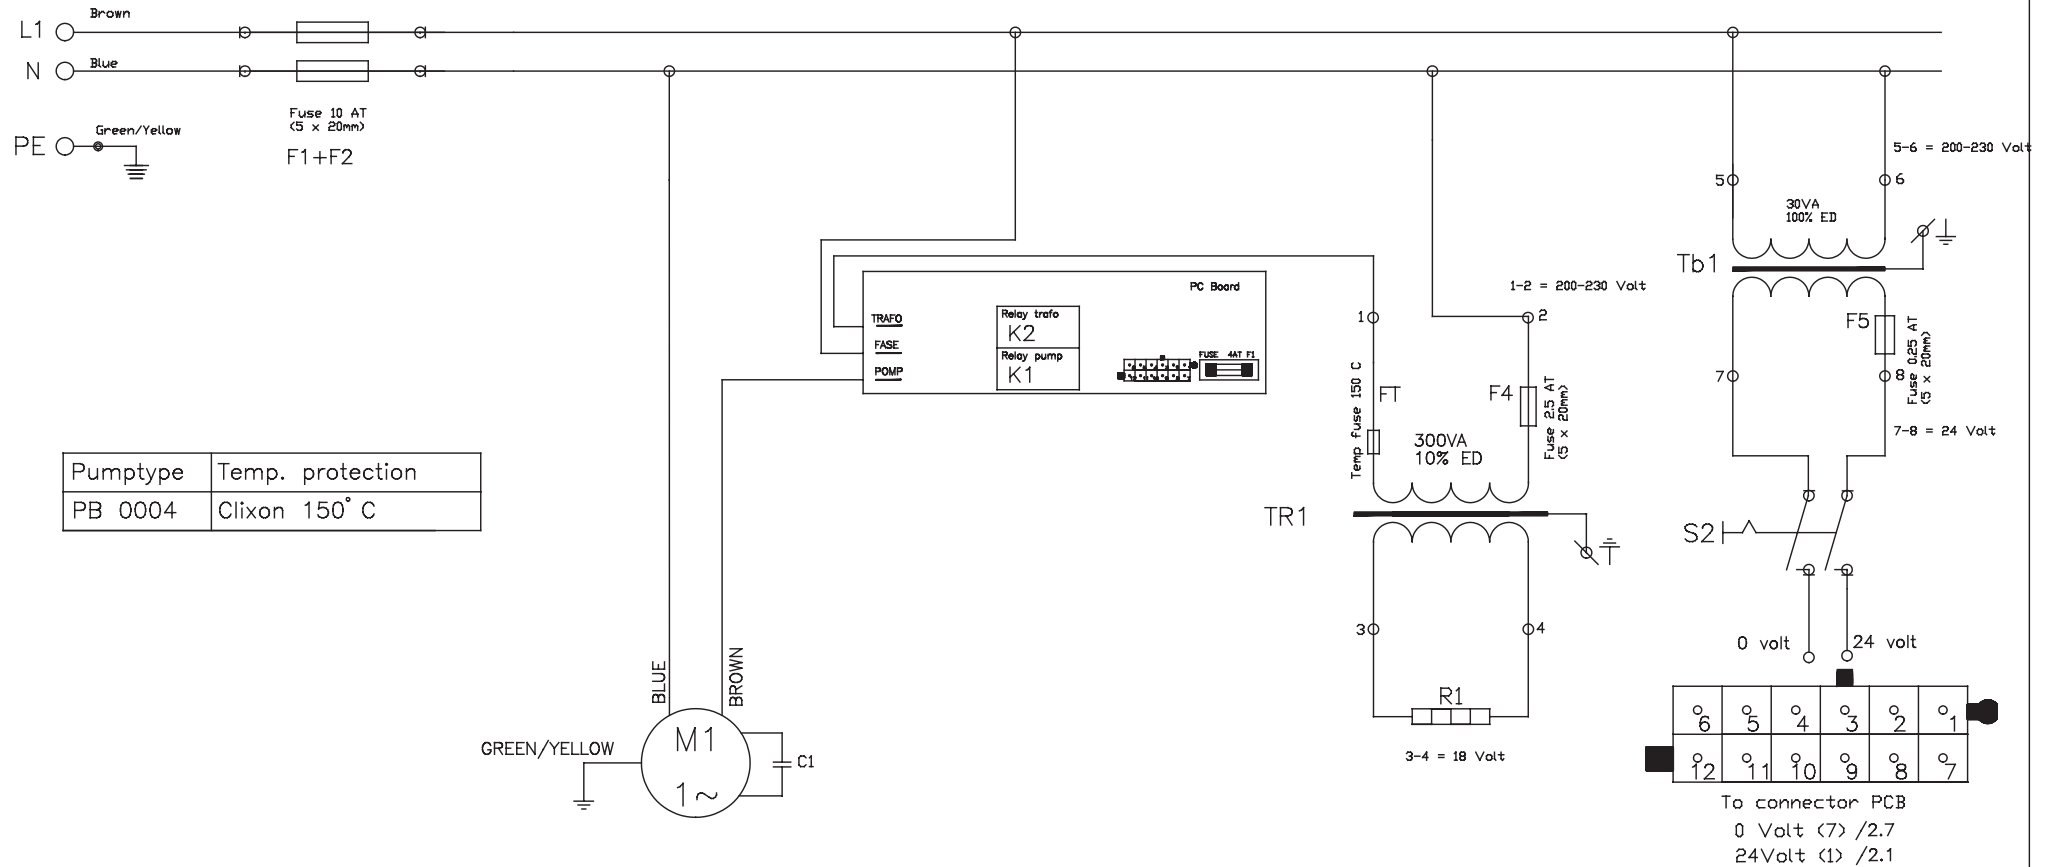 L1
Brown
N
Blue
PE
Green/Yellow
Fuse 10 AT
(5 x 20mm)
F1+F2
5-6 = 200-230 Volt
5
6
30VA
100% ED
Tb1
PC Board
1-2 = 200-230 Volt
TRAFO
FASE
POMP
Relay trafo
K2
Relay pump
K1
FUSE 4AT F1
1
2
Temp fuse 150 C
FT
F4
Fuse 2.5 AT
(5 x 20mm)
300VA
10% ED
TR1
F5
Fuse 0.25 AT
(5 x 20mm)
7
8
7-8 = 24 Volt
Pumptype
Temp. protection
PB 0004
Clixon 150° C
S2
3
4
0 volt
24 volt
BLUE
BROWN
R1
3-4 = 18 Volt
M1
1~
C1
GREEN/YELLOW
6 5 4 3 2 1
12 11 10 9 8 7
To connector PCB
0 Volt (7) /2.7
24Volt (1) /2.1